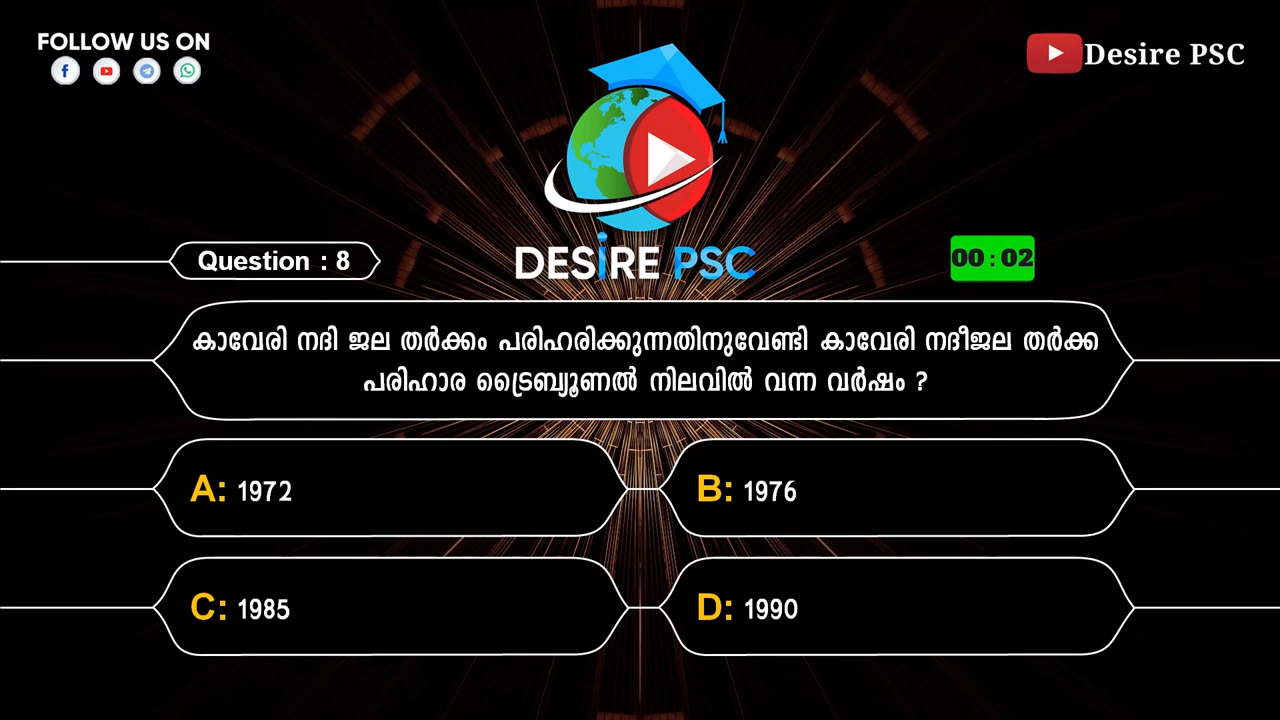 FOLLOW US ON
Desire PSC
DESiRE PSC
Question : 8
00 : 02
കാവേരി നദി ജല തർക്കം പരിഹരിക്കുന്നതിനുവേണ്ടി കാവേരി നദീജല തർക്ക
പരിഹാര ട്രൈബ്യൂണൽ നിലവിൽ വന്ന വർഷം ?
A: 1972
B: 1976
C: 1985
D: 1990